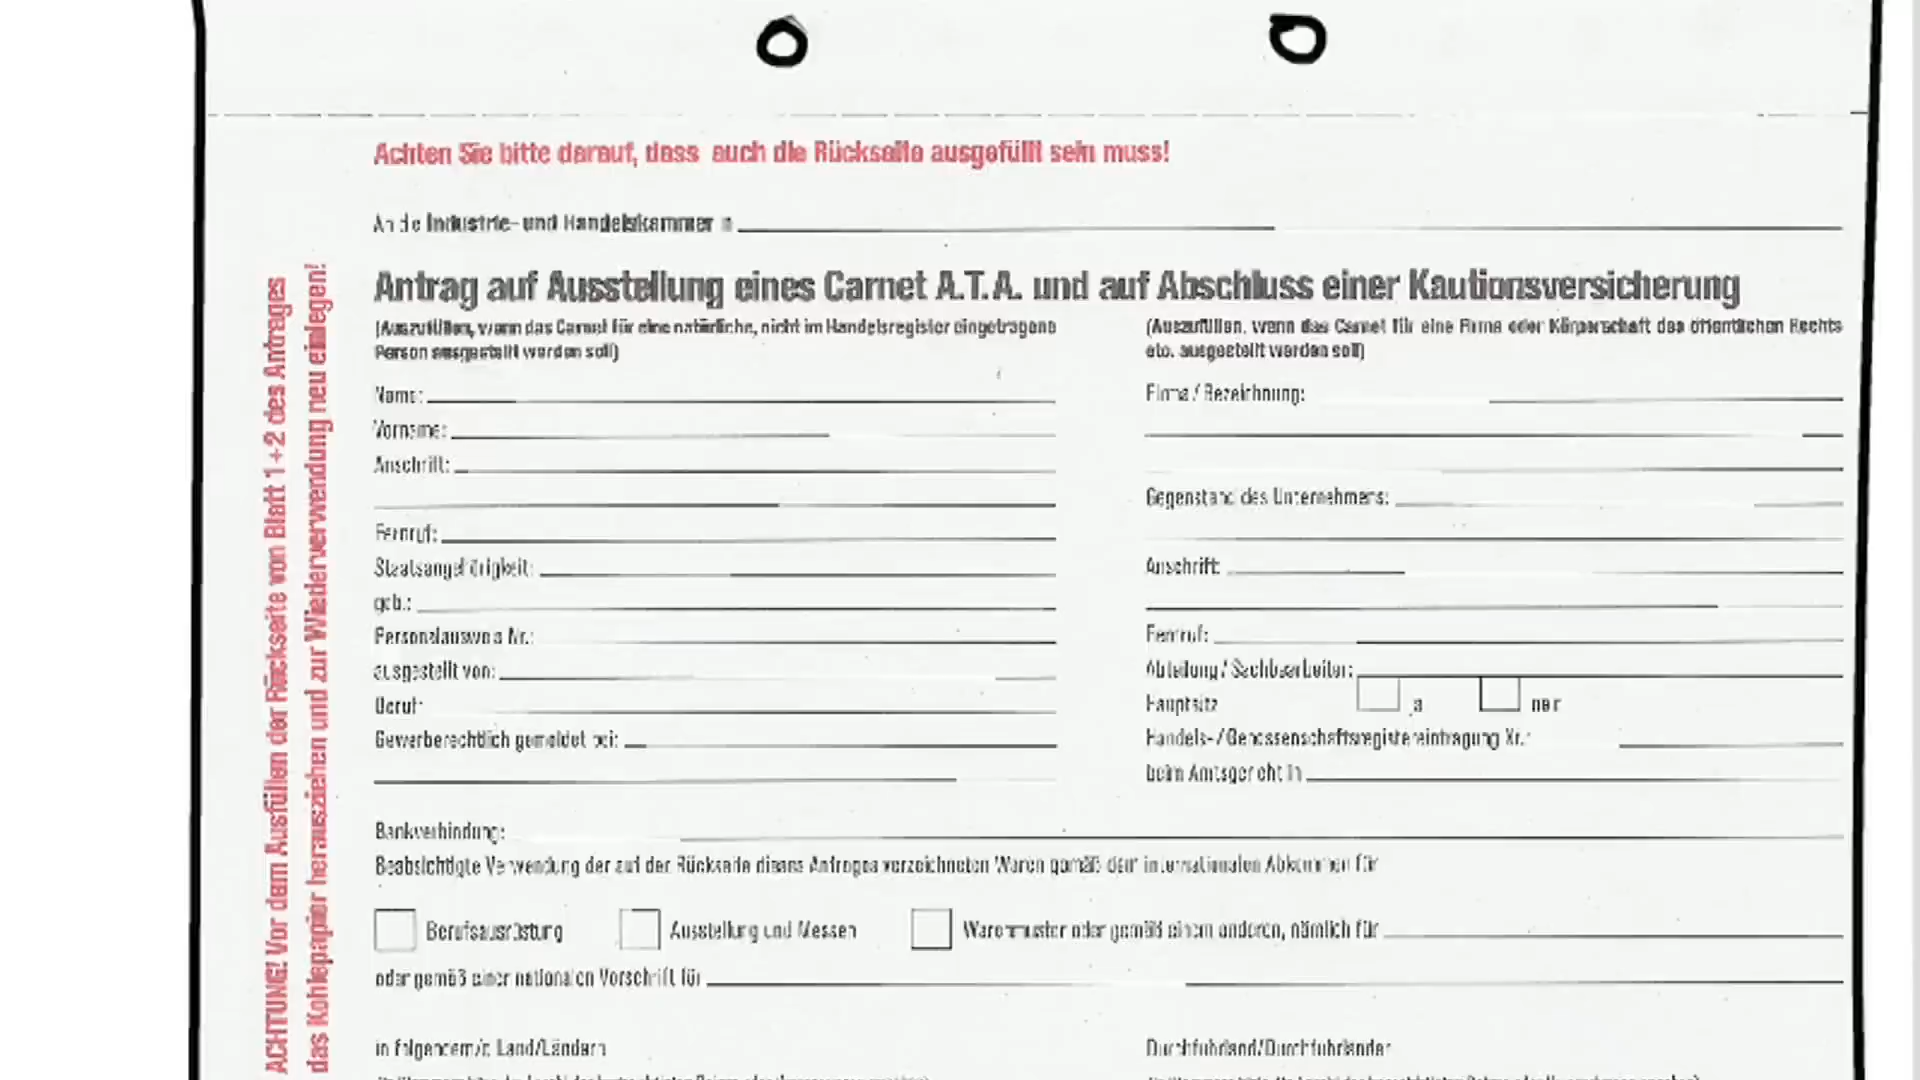 Achten Sie bitte darauf, dass auch die Rückseite ausgefüllt sein muss!
An die Industrie- und Handelskammer
Antrag auf Ausstellung eines Carnet A.T.A. und auf Abschluss einer Kautionsversicherung
(Auszufüllen, wenn das Carnet für eine natürliche, nicht im Handelsregister eingetragene
Person ausgestellt werden soll)
Name:
Vorname:
Anschrift:
Fernruf:
Staatsangehörigkeit:
geb.:
Personalausweis Nr.:
ausgestellt von:
Beruf:
Gewerberechtlich gemeldet bei:
(Auszufüllen, wenn das Carnet für eine Firma oder Körperschaft des öffentlichen Rechts
etc. ausgestellt werden soll)
Firma / Bezeichnung:
Gegenstand des Unternehmens:
Anschrift:
Fernruf:
Abteilung / Sachbearbeiter:
Hauptsitz ja nein
Handels- / Genossenschaftsregistereintragung Nr.:
beim Amtsgericht in
Bankverbindung:
Beabsichtigte Verwendung der auf der Rückseite dieses Antrages verzeichneten Waren gemäß dem internationalen Abkommen für
Berufsausrüstung Ausstellung und Messen Warenmuster oder gemäß einem anderen, nämlich für
oder gemäß einer nationalen Vorschrift für
in folgendem/n Land/Ländern
Durchfuhrland/Durchfuhrländer
ACHTUNG! Vor dem Ausfüllen der Rückseite von Blatt 1+2 des Antrages
das Kohlepapier herausziehen und zur Wiederverwendung neu einlegen!